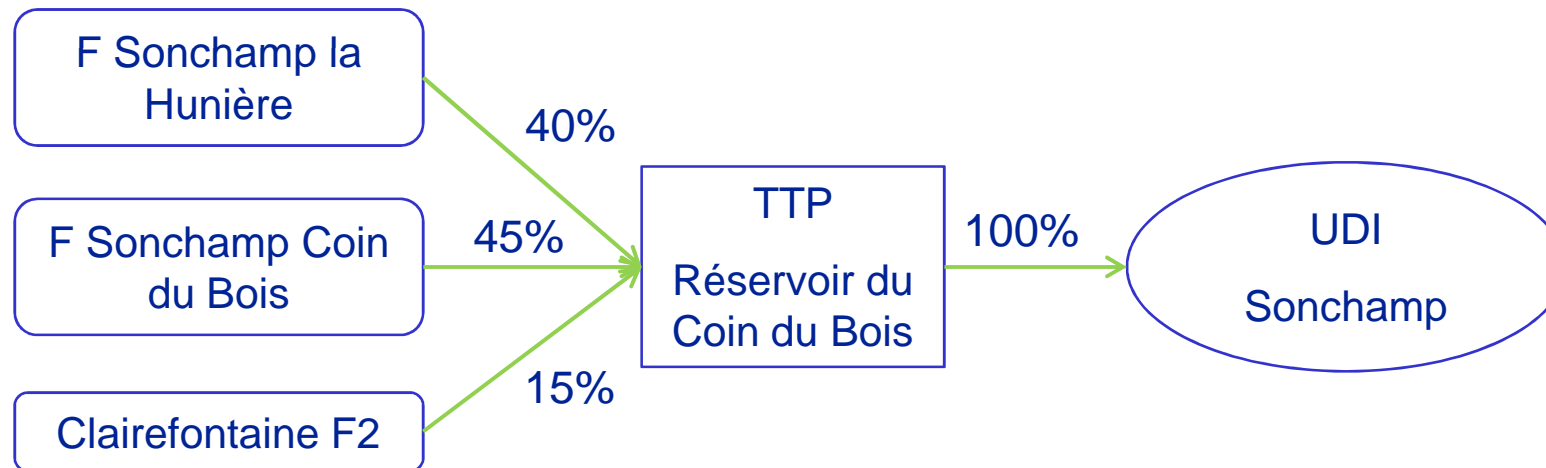 F Sonchamp la
Hunière
40%
F Sonchamp Coin
du Bois
45%
Clairefontaine F2
15%
TTP
Réservoir du
Coin du Bois
100%
UDI
Sonchamp